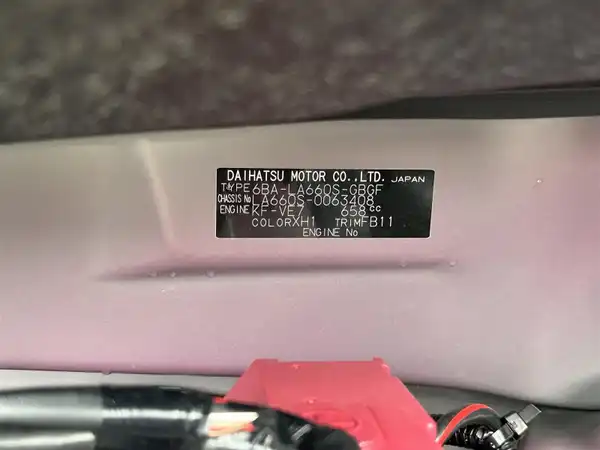 DAIHATSU MOTOR CO.,LTD. JAPAN
TYPE 6BA-LA660S-GBGF
CHASSIS No LA660S-0063408
ENGINE KF-VE7 658cc
COLOR XH1 TRIM FB11
ENGINE No